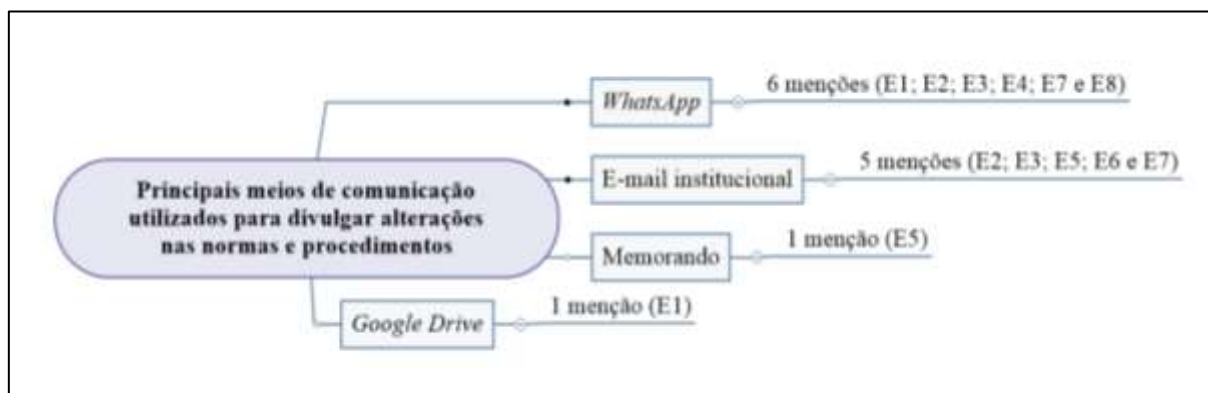 Principais meios de comunicação
utilizados para divulgar alterações
nas normas e procedimentos
WhatsApp
6 menções (E1; E2; E3; E4; E7 e E8)
E-mail institucional
5 menções (E2; E3; E5; E6 e E7)
Memorando
1 menção (E5)
Google Drive
1 menção (E1)